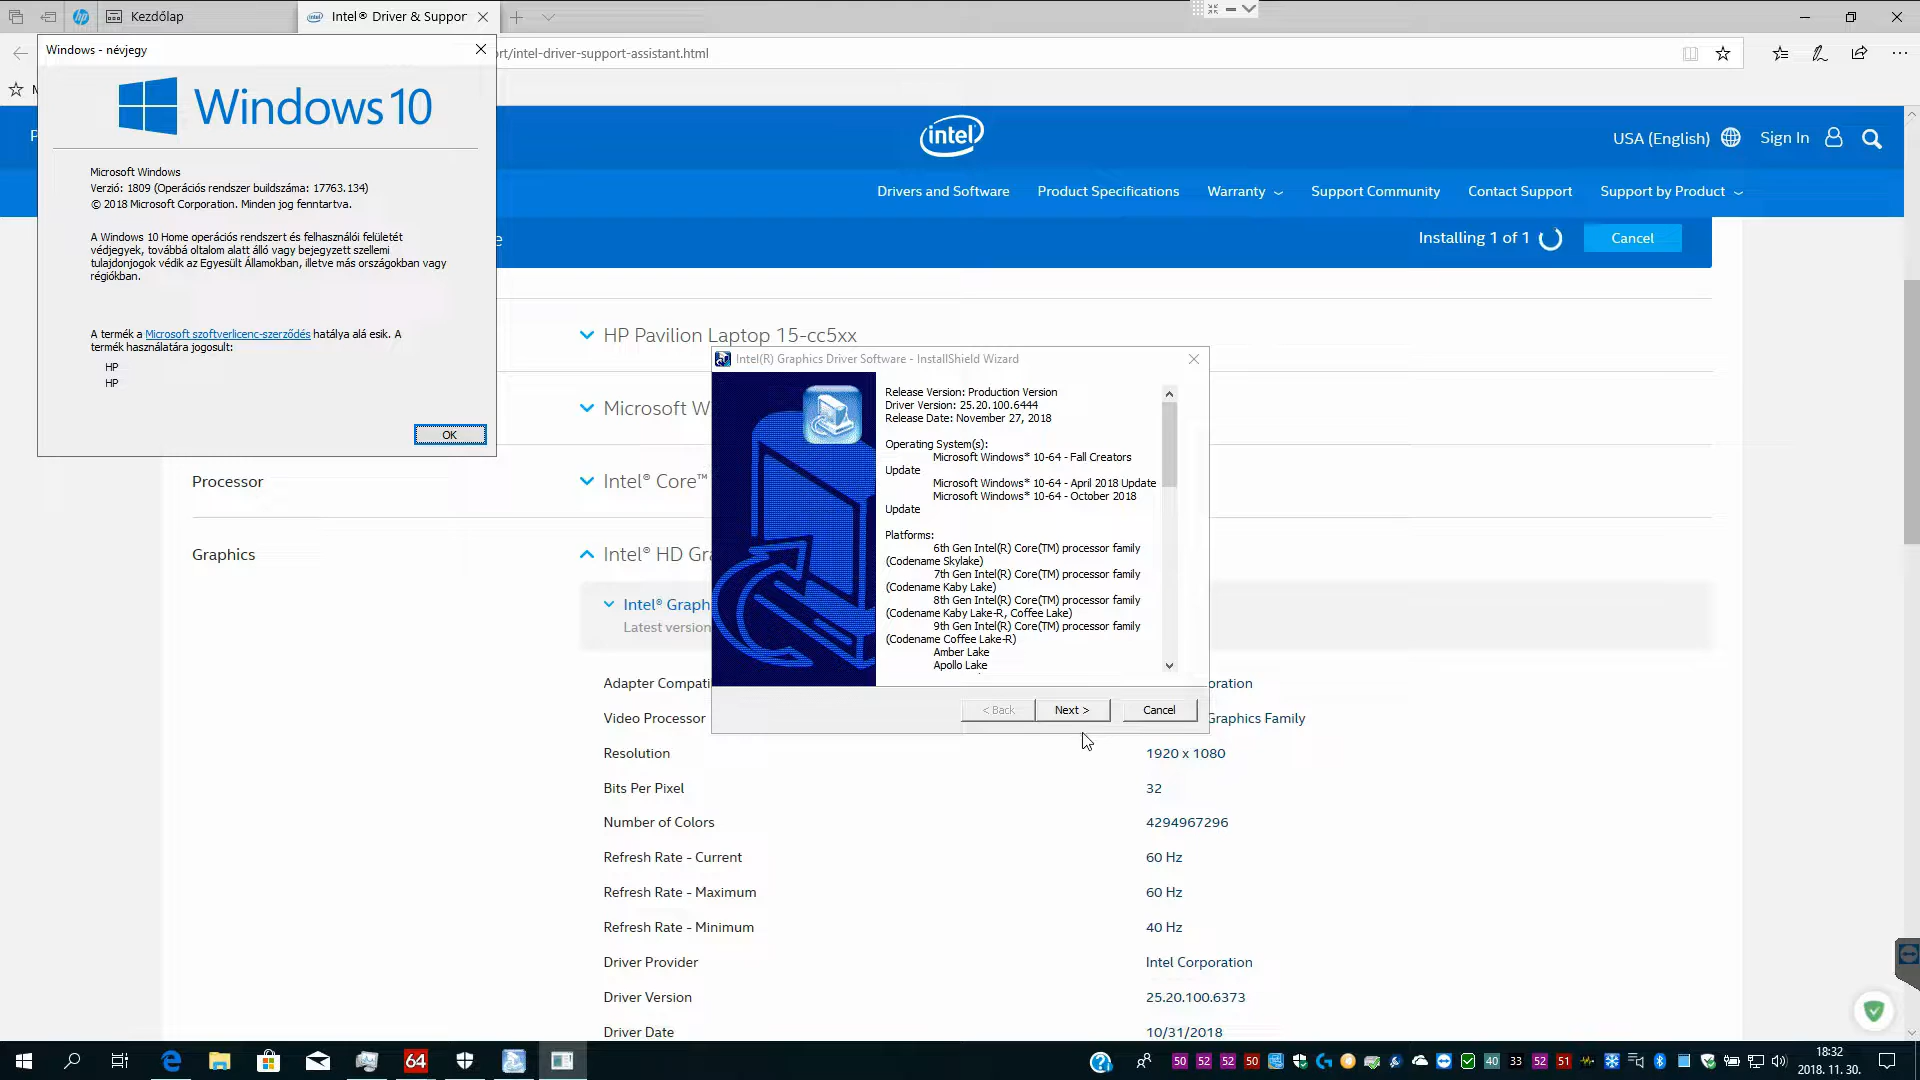 Kezdőlap
Intel® Driver & Suppor
Windows - névjegy
rt/intel-driver-support-assistant.html
Windows 10
Microsoft Windows
Verzió: 1809 (Operációs rendszer buildszáma: 17763.134)
© 2018 Microsoft Corporation. Minden jog fenntartva.
A Windows 10 Home operációs rendszert és felhasználói felületét
védjegyek, továbbá oltalom alatt álló vagy bejegyzett szellemi
tulajdonjogok védik az Egyesült Államokban, illetve más országokban vagy
régiókban.
A termék a Microsoft szoftverlicenc-szerződés hatálya alá esik. A
termék használatára jogosult:
HP
HP
OK
intel
USA (English)
Sign In
Drivers and Software
Product Specifications
Warranty
Support Community
Contact Support
Support by Product
Installing 1 of 1
Cancel
HP Pavilion Laptop 15-cc5xx
Microsoft W
Processor
Intel® Core™
Graphics
Intel® HD Gra
Intel® Graph
Latest version
Intel(R) Graphics Driver Software - InstallShield Wizard
Release Version: Production Version
Driver Version: 25.20.100.6444
Release Date: November 27, 2018
Operating System(s):
Microsoft Windows* 10-64 - Fall Creators
Update
Microsoft Windows* 10-64 - April 2018 Update
Microsoft Windows* 10-64 - October 2018
Update
Platforms:
6th Gen Intel(R) Core(TM) processor family
(Codename Skylake)
7th Gen Intel(R) Core(TM) processor family
(Codename Kaby Lake)
8th Gen Intel(R) Core(TM) processor family
(Codename Kaby Lake-R, Coffee Lake)
9th Gen Intel(R) Core(TM) processor family
(Codename Coffee Lake-R)
Amber Lake
Apollo Lake
< Back
Next >
Cancel
Adapter Compati
oration
Video Processor
Graphics Family
Resolution
1920 x 1080
Bits Per Pixel
32
Number of Colors
4294967296
Refresh Rate - Current
60 Hz
Refresh Rate - Maximum
60 Hz
Refresh Rate - Minimum
40 Hz
Driver Provider
Intel Corporation
Driver Version
25.20.100.6373
Driver Date
10/31/2018
64
50 52 52 50 40 33 52 51
18:32
2018. 11. 30.